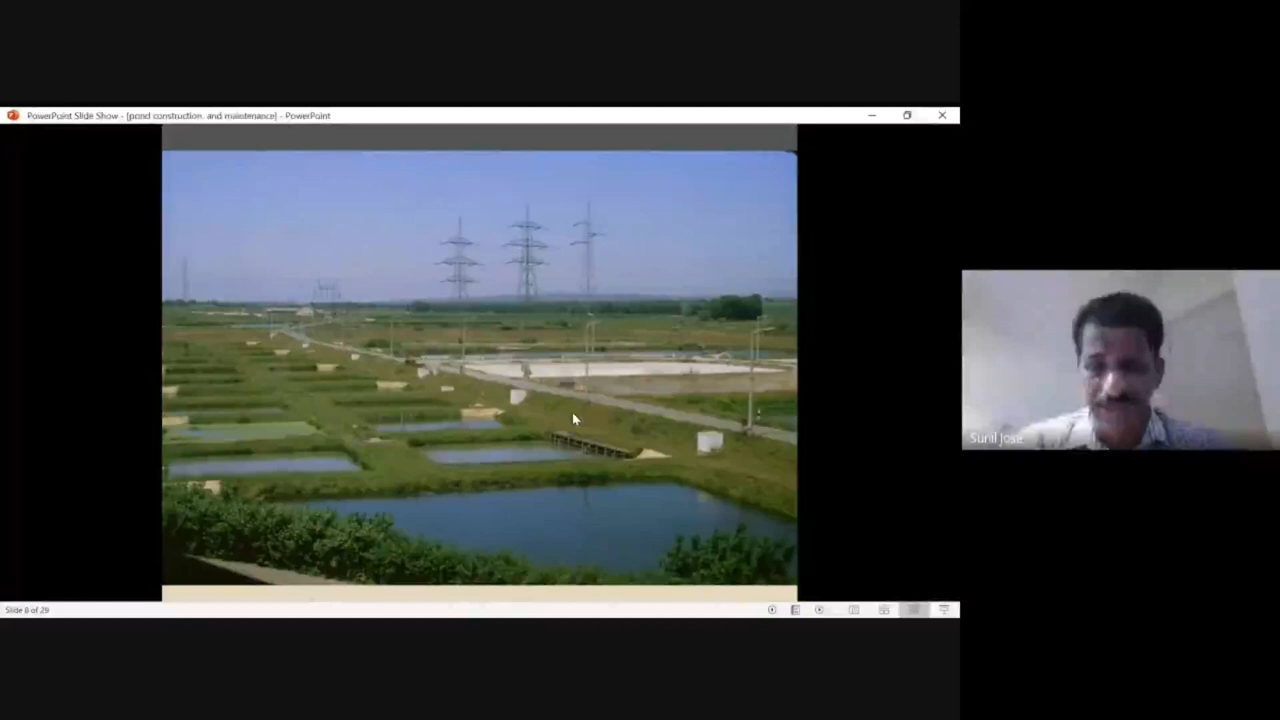 PowerPoint Slide Show - [pond construction and maintenance] - PowerPoint
Sunil Jose
Slide 8 of 29